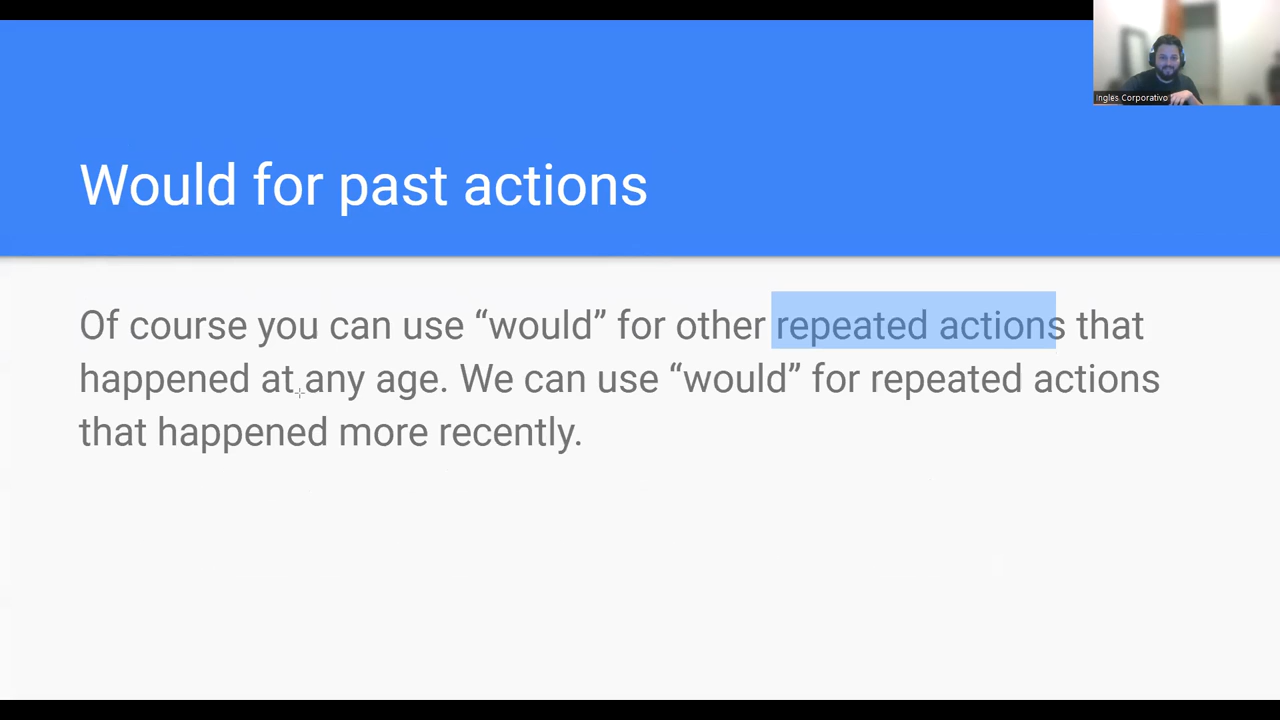 Inglês Corporativo
Would for past actions
Of course you can use “would” for other repeated actions that
happened at any age. We can use “would” for repeated actions
that happened more recently.